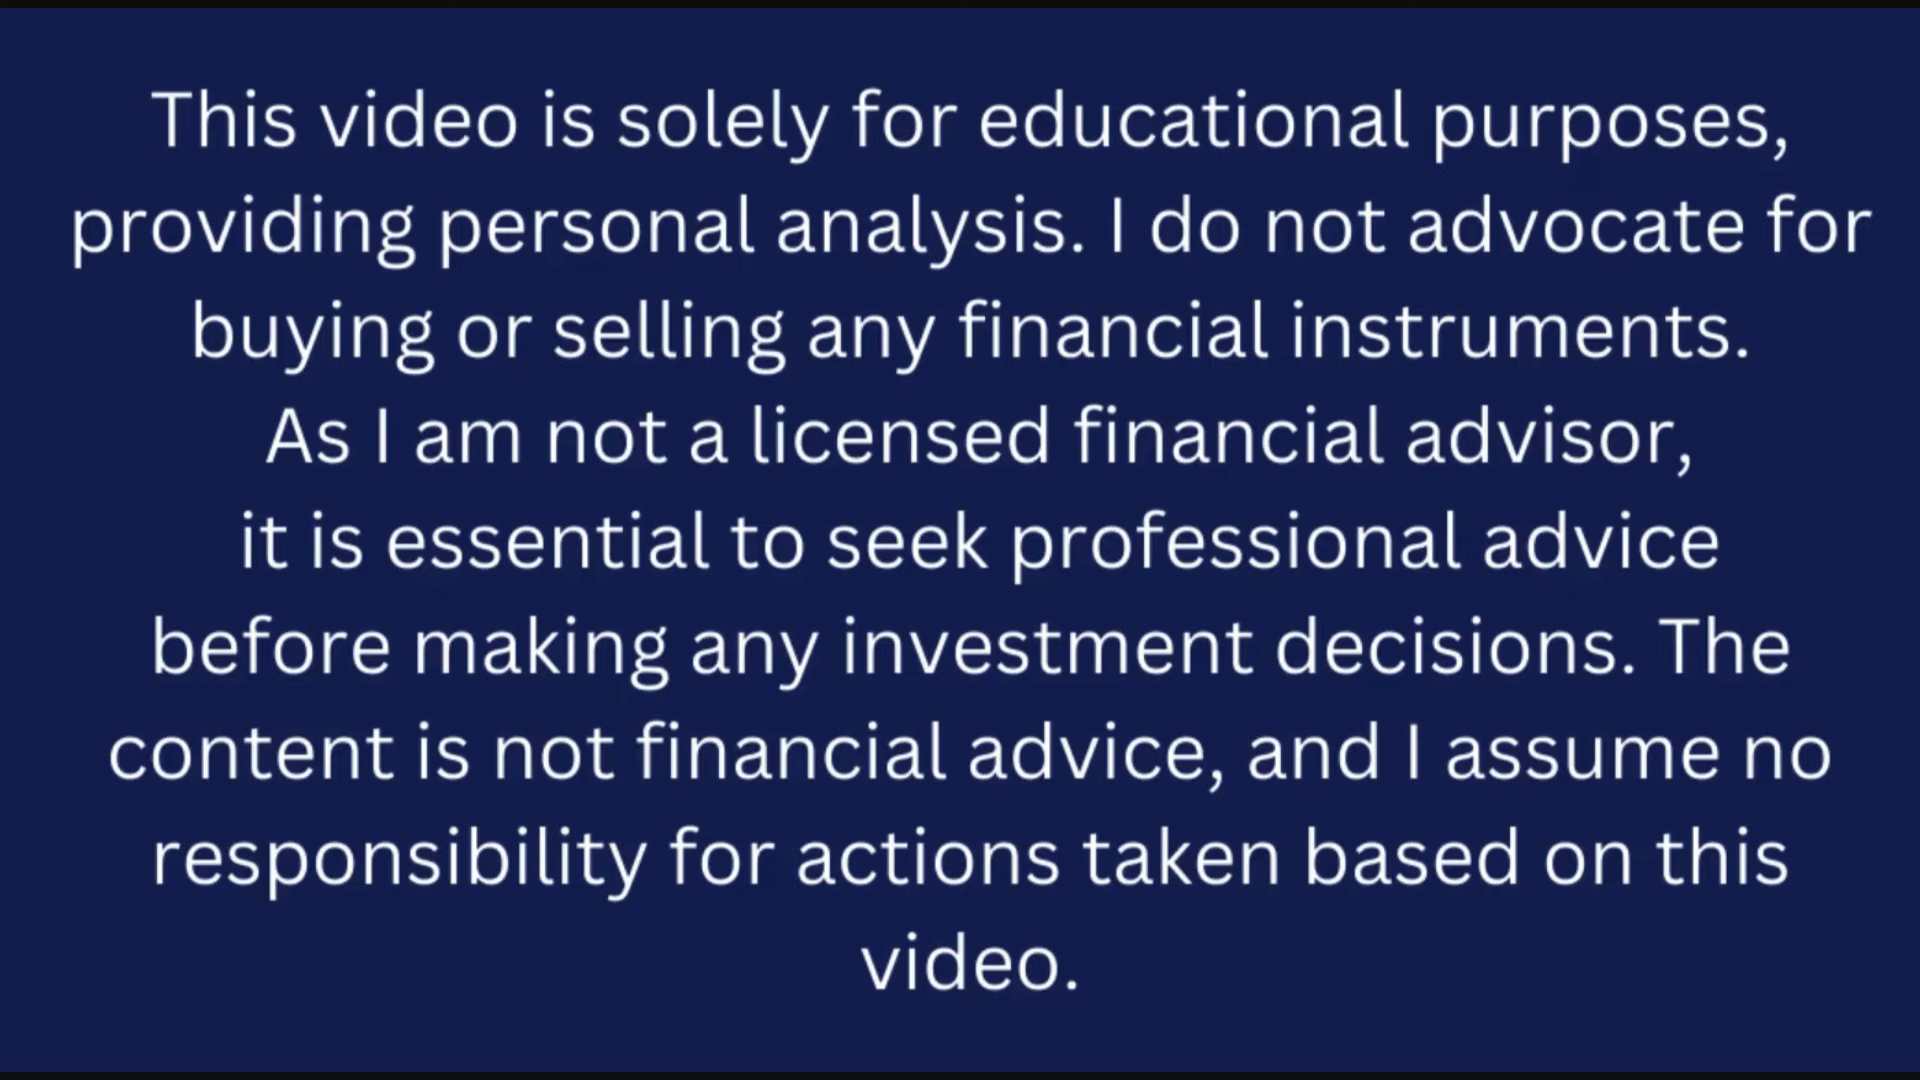 This video is solely for educational purposes,
providing personal analysis. I do not advocate for
buying or selling any financial instruments.
As I am not a licensed financial advisor,
it is essential to seek professional advice
before making any investment decisions. The
content is not financial advice, and I assume no
responsibility for actions taken based on this
video.